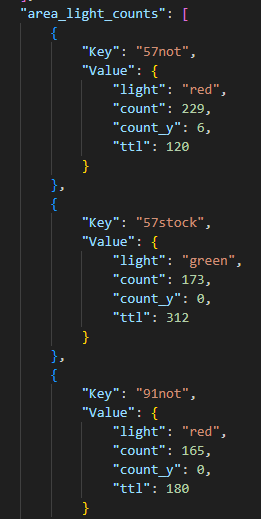 "area_light_counts": [
{
"Key": "57not",
"Value": {
"light": "red",
"count": 229,
"count_y": 6,
"ttl": 120
}
},
{
"Key": "57stock",
"Value": {
"light": "green",
"count": 173,
"count_y": 0,
"ttl": 312
}
},
{
"Key": "91not",
"Value": {
"light": "red",
"count": 165,
"count_y": 0,
"ttl": 180
}